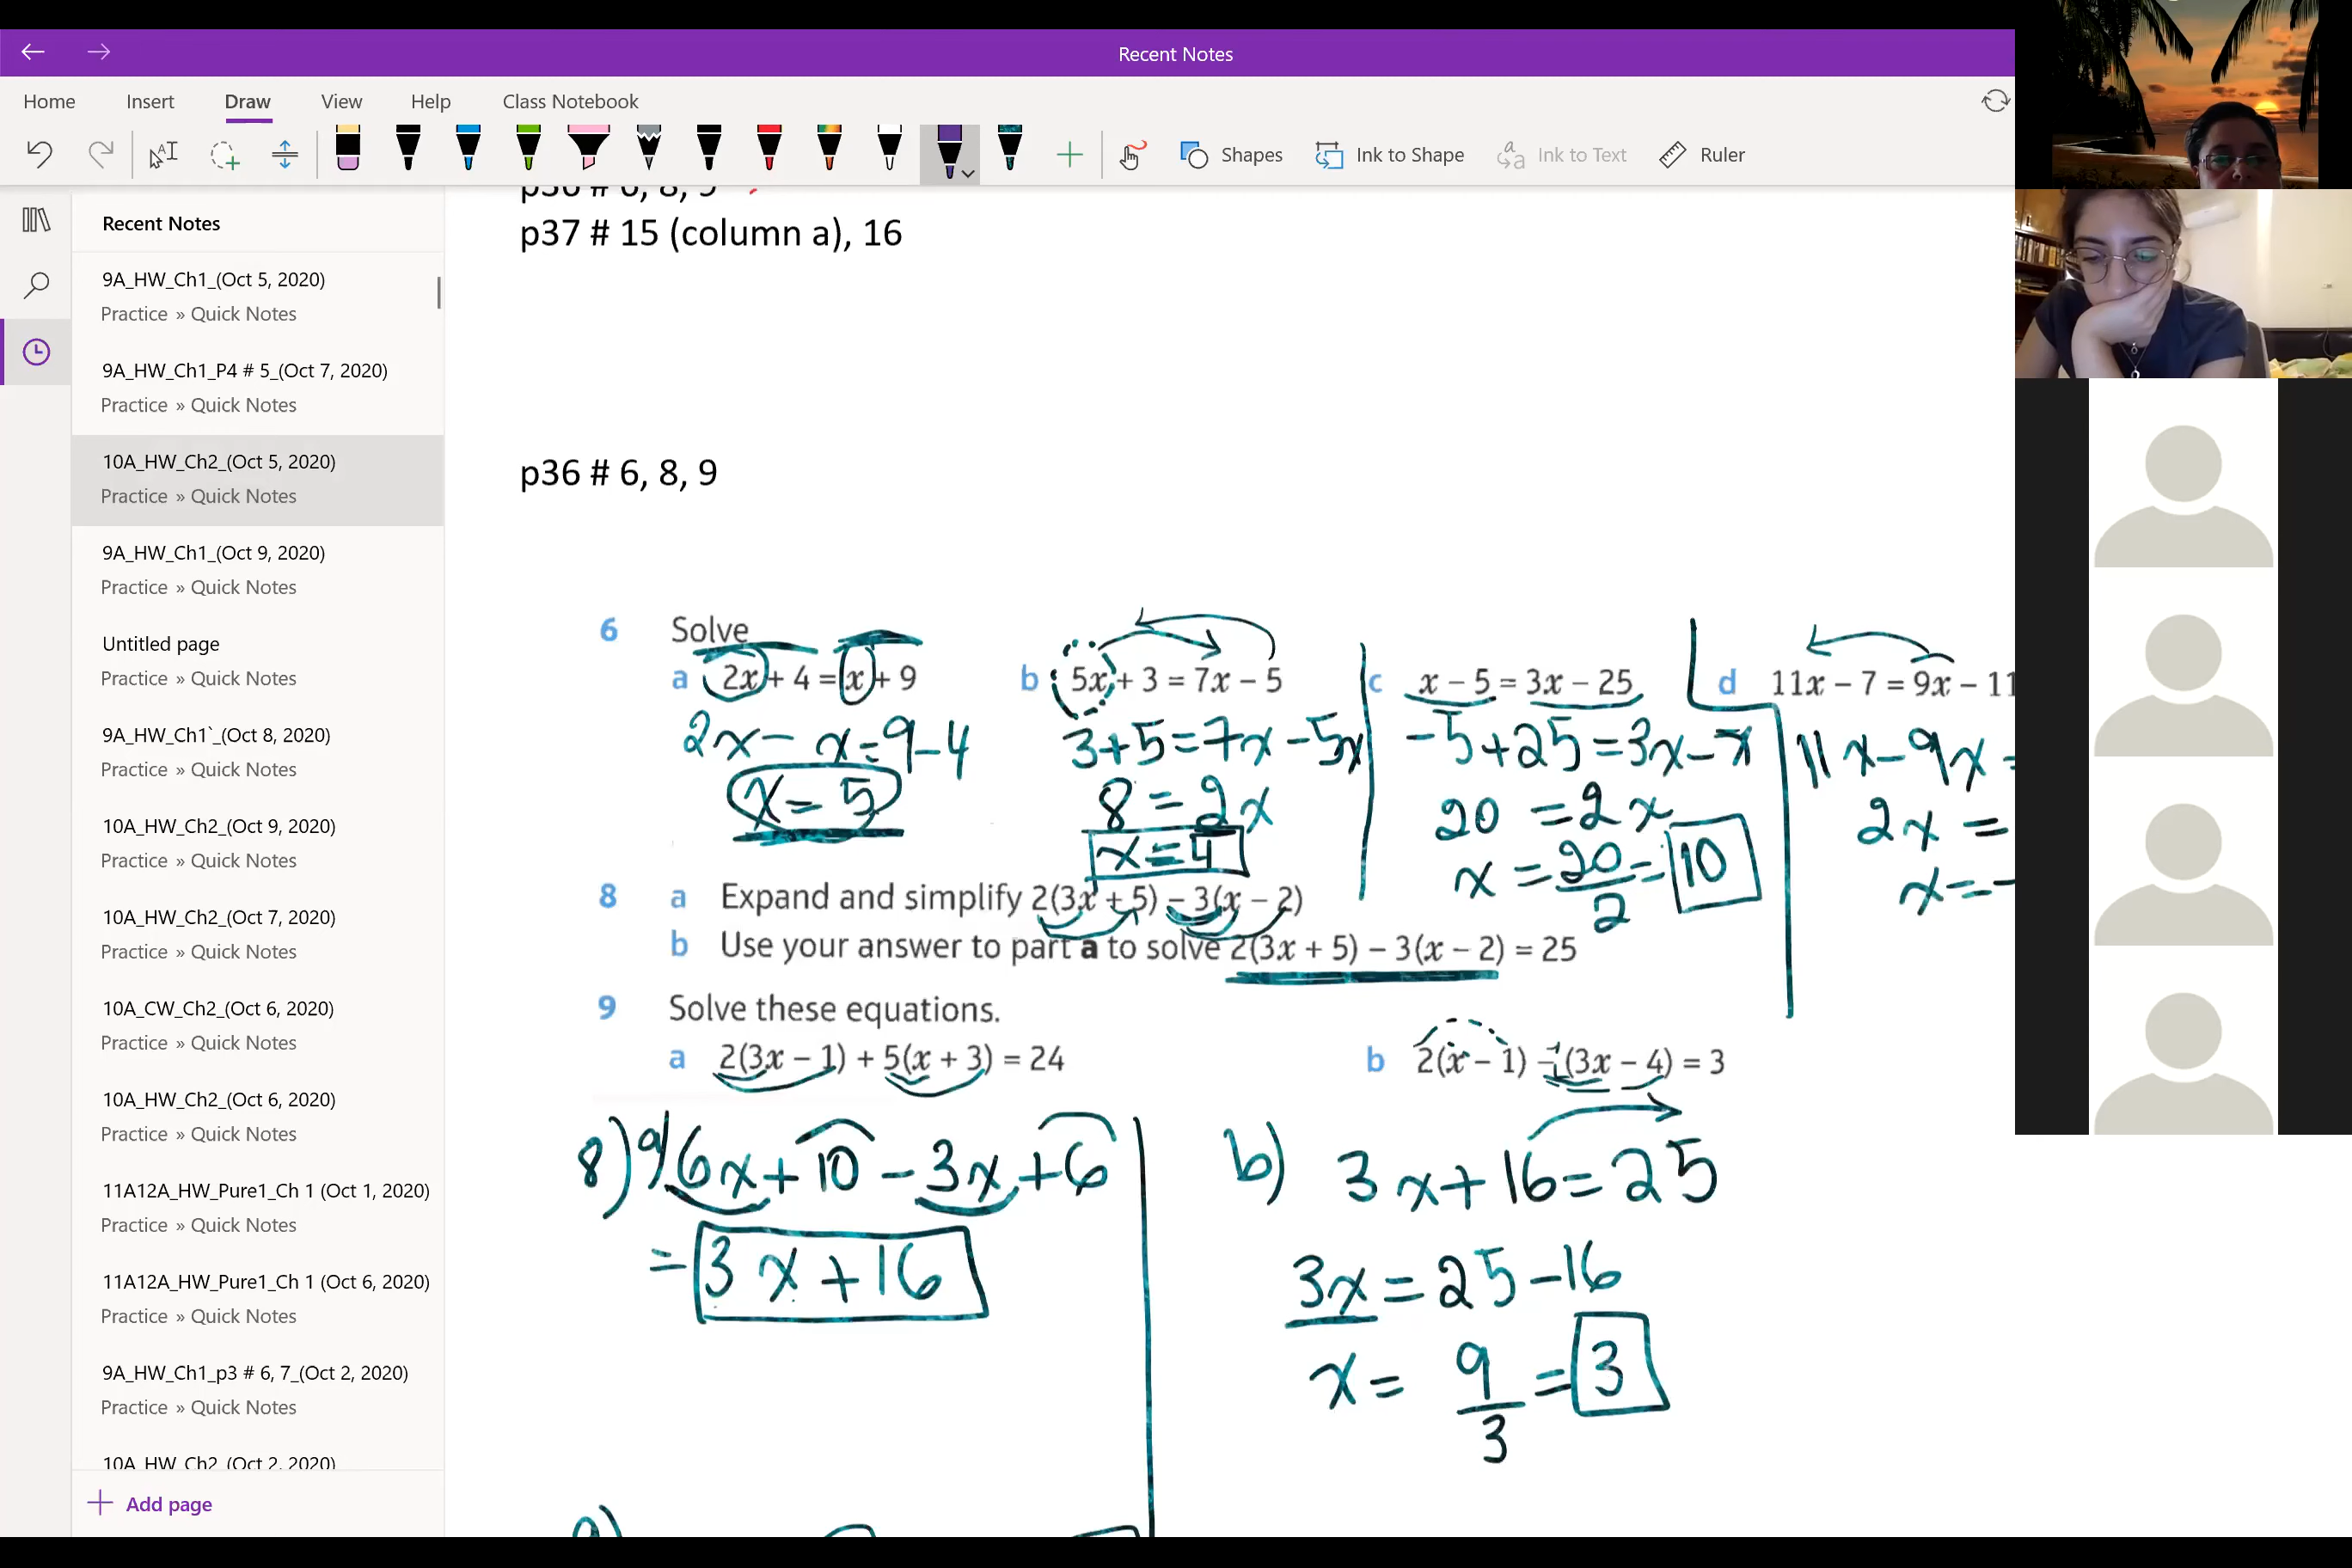 Recent Notes
Home Insert Draw View Help Class Notebook
Shapes Ink to Shape Ink to Text Ruler
Recent Notes
9A_HW_Ch1_(Oct 5, 2020)
Practice » Quick Notes
9A_HW_Ch1_P4 # 5_(Oct 7, 2020)
Practice » Quick Notes
10A_HW_Ch2_(Oct 5, 2020)
Practice » Quick Notes
9A_HW_Ch1_(Oct 9, 2020)
Practice » Quick Notes
Untitled page
Practice » Quick Notes
9A_HW_Ch1`_(Oct 8, 2020)
Practice » Quick Notes
10A_HW_Ch2_(Oct 9, 2020)
Practice » Quick Notes
10A_HW_Ch2_(Oct 7, 2020)
Practice » Quick Notes
10A_CW_Ch2_(Oct 6, 2020)
Practice » Quick Notes
10A_HW_Ch2_(Oct 6, 2020)
Practice » Quick Notes
11A12A_HW_Pure1_Ch 1 (Oct 1, 2020)
Practice » Quick Notes
11A12A_HW_Pure1_Ch 1 (Oct 6, 2020)
Practice » Quick Notes
9A_HW_Ch1_p3 # 6, 7_(Oct 2, 2020)
Practice » Quick Notes
10A_HW_Ch2_(Oct 2, 2020)
Add page
p36 # 6, 8, 9
p37 # 15 (column a), 16
p36 # 6, 8, 9
6 Solve
a 2x + 4 = x + 9 b 5x + 3 = 7x - 5 c x - 5 = 3x - 25 d 11x - 7 = 9x - 11
2x - x = 9 - 4 3 + 5 = 7x - 5x -5 + 25 = 3x - x 11x - 9x =
x = 5 8 = 2x 20 = 2x 2x =
x = 4 x = 20/2 = 10 x = -
8 a Expand and simplify 2(3x + 5) - 3(x - 2)
b Use your answer to part a to solve 2(3x + 5) - 3(x - 2) = 25
9 Solve these equations.
a 2(3x - 1) + 5(x + 3) = 24 b 2(x - 1) - 1(3x - 4) = 3
8) a) 6x + 10 - 3x + 6 b) 3x + 16 = 25
= 3x + 16 3x = 25 - 16
x = 9/3 = 3